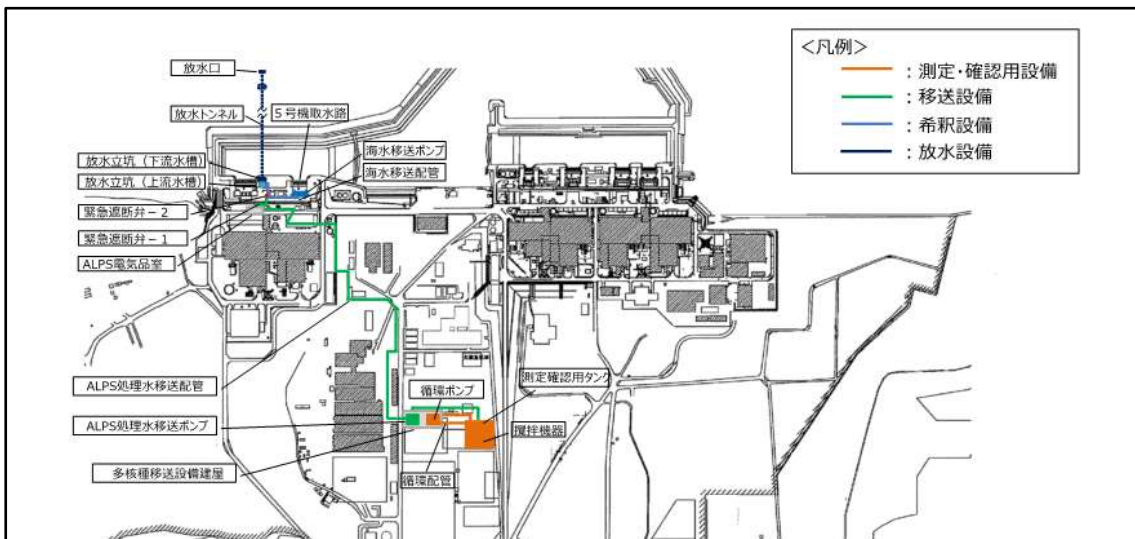 放水口
放水トンネル
5号機取水路
海水移送ポンプ
放水立坑（下流水槽）
海水移送配管
放水立坑（上流水槽）
緊急遮断弁－2
緊急遮断弁－1
ALPS電気品室
ALPS処理水移送配管
循環ポンプ
測定確認用タンク
ALPS処理水移送ポンプ
攪拌機器
多核種移送設備建屋
循環配管
＜凡例＞
：測定・確認用設備
：移送設備
：希釈設備
：放水設備